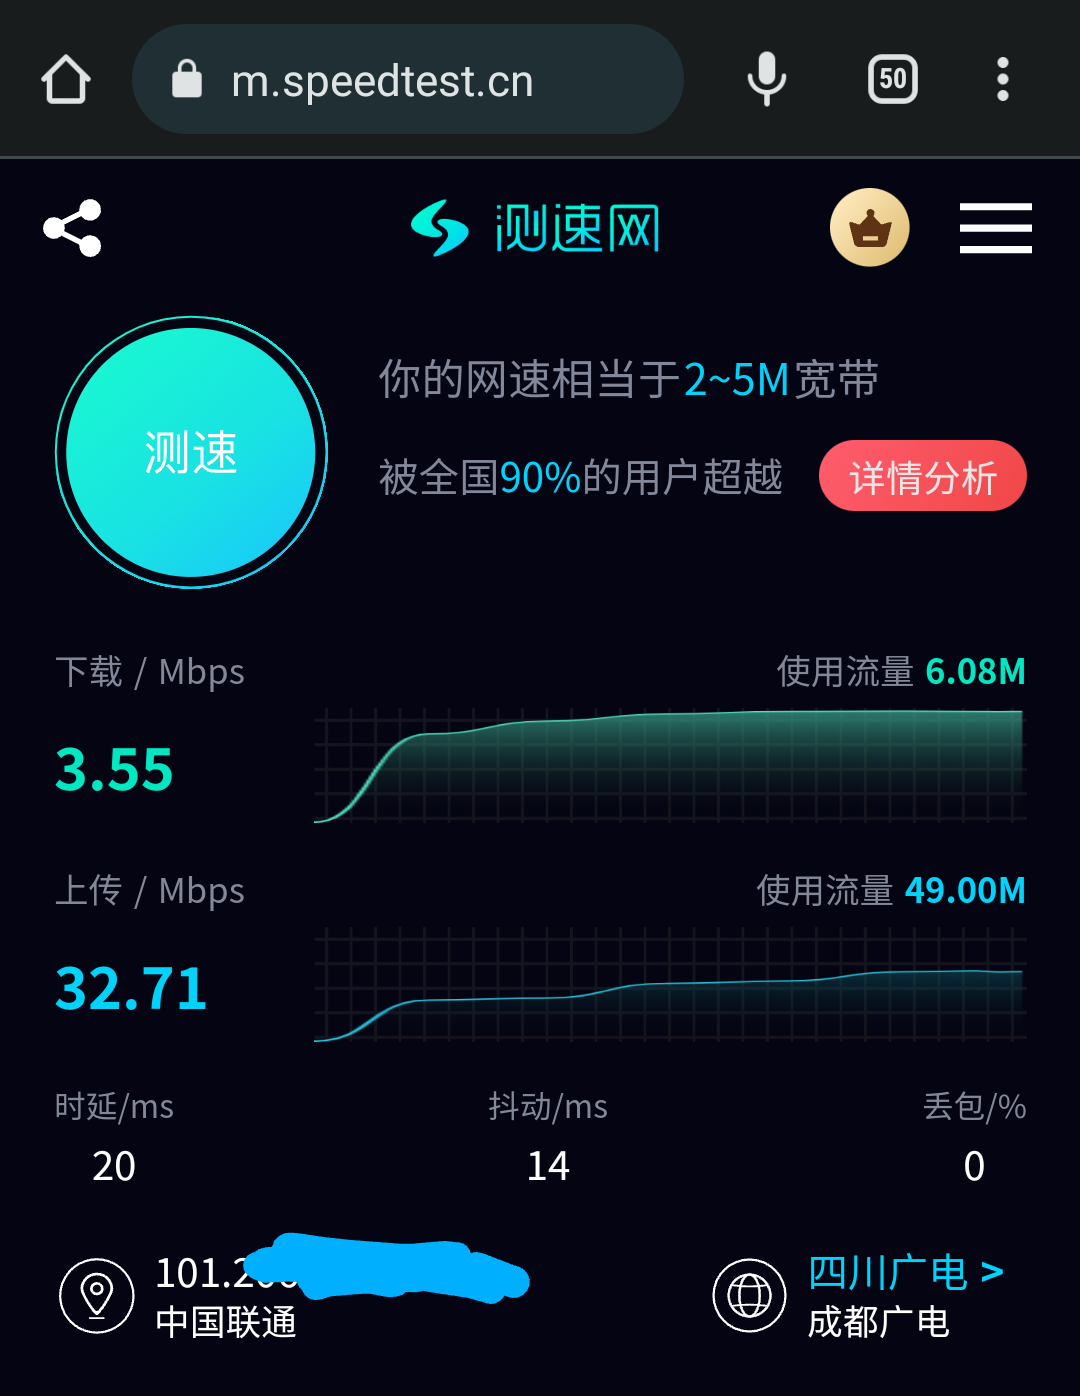 m.speedtest.cn
50
测速网
测速
你的网速相当于2~5M宽带
被全国90%的用户超越
详情分析
下载 / Mbps
使用流量 6.08M
3.55
上传 / Mbps
使用流量 49.00M
32.71
时延/ms
抖动/ms
丢包/%
20
14
0
101.2
中国联通
四川广电 >
成都广电